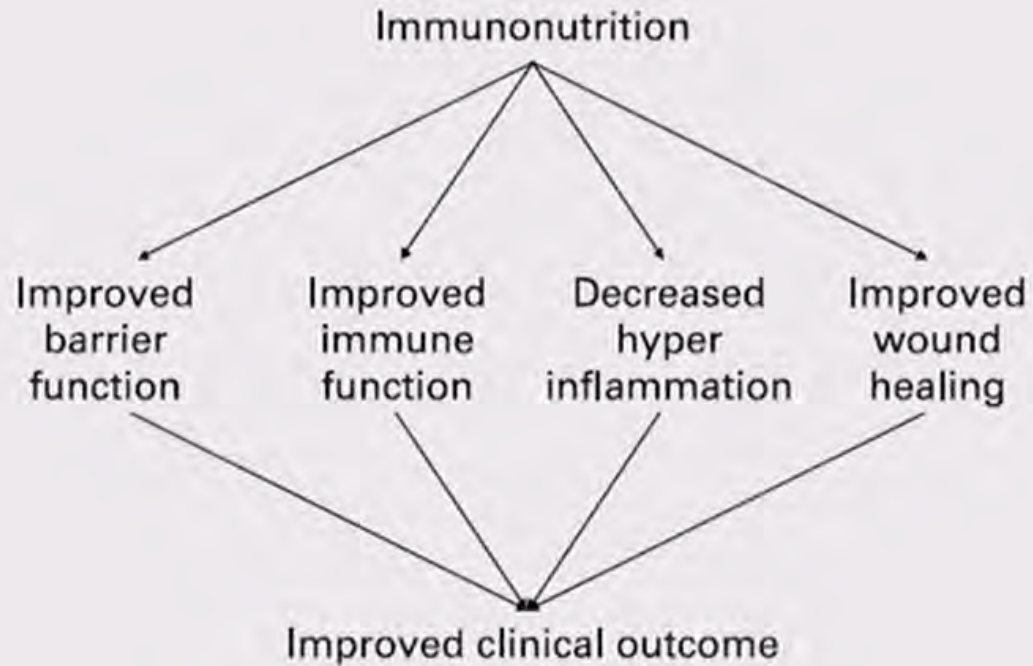 Immunonutrition
Improved
barrier
function
Improved
immune
function
Decreased
hyper
inflammation
Improved
wound
healing
Improved clinical outcome